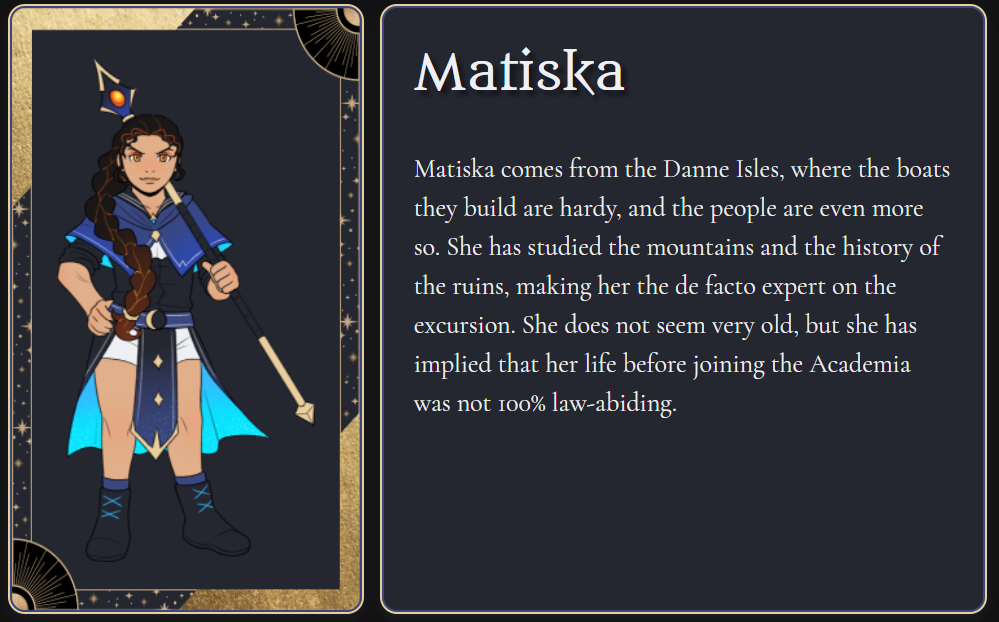 Matiska
Matiska comes from the Danne Isles, where the boats
they build are hardy, and the people are even more
so. She has studied the mountains and the history of
the ruins, making her the de facto expert on the
excursion. She does not seem very old, but she has
implied that her life before joining the Academia
was not 100% law-abiding.